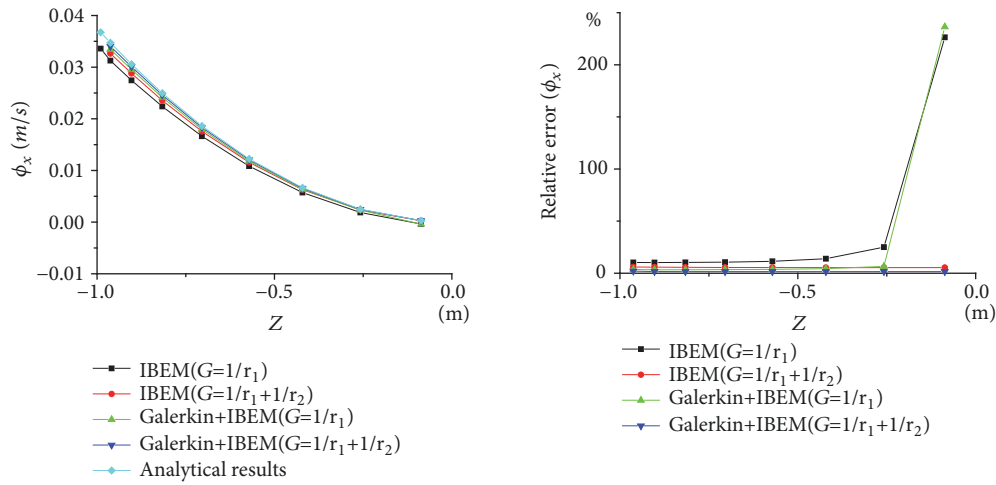 0.04
0.03
0.02
0.01
0.00
−0.01
ϕx (m/s)
−1.0
−0.5
0.0
(m)
Z
IBEM(G=1/r1)
IBEM(G=1/r1+1/r2)
Galerkin+IBEM(G=1/r1)
Galerkin+IBEM(G=1/r1+1/r2)
Analytical results
%
200
100
0
Relative error (ϕx)
−1.0
−0.5
0.0
(m)
Z
IBEM(G=1/r1)
IBEM(G=1/r1+1/r2)
Galerkin+IBEM(G=1/r1)
Galerkin+IBEM(G=1/r1+1/r2)